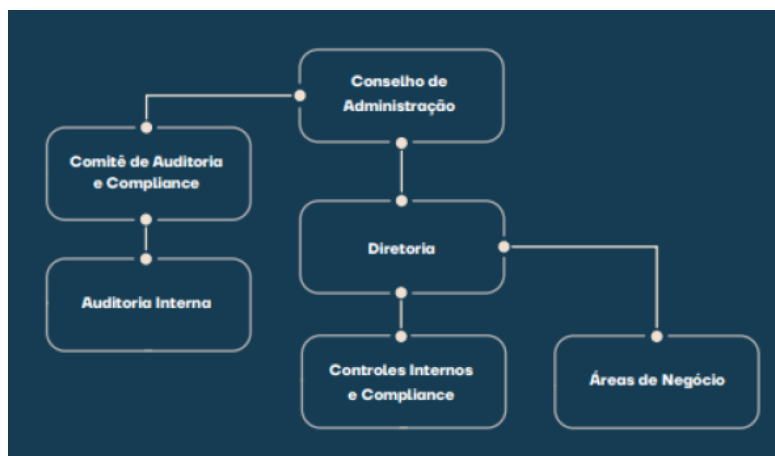 Conselho de
Administração
Comitê de Auditoria
e Compliance
Diretoria
Auditoria Interna
Controles Internos
e Compliance
Áreas de Negócio